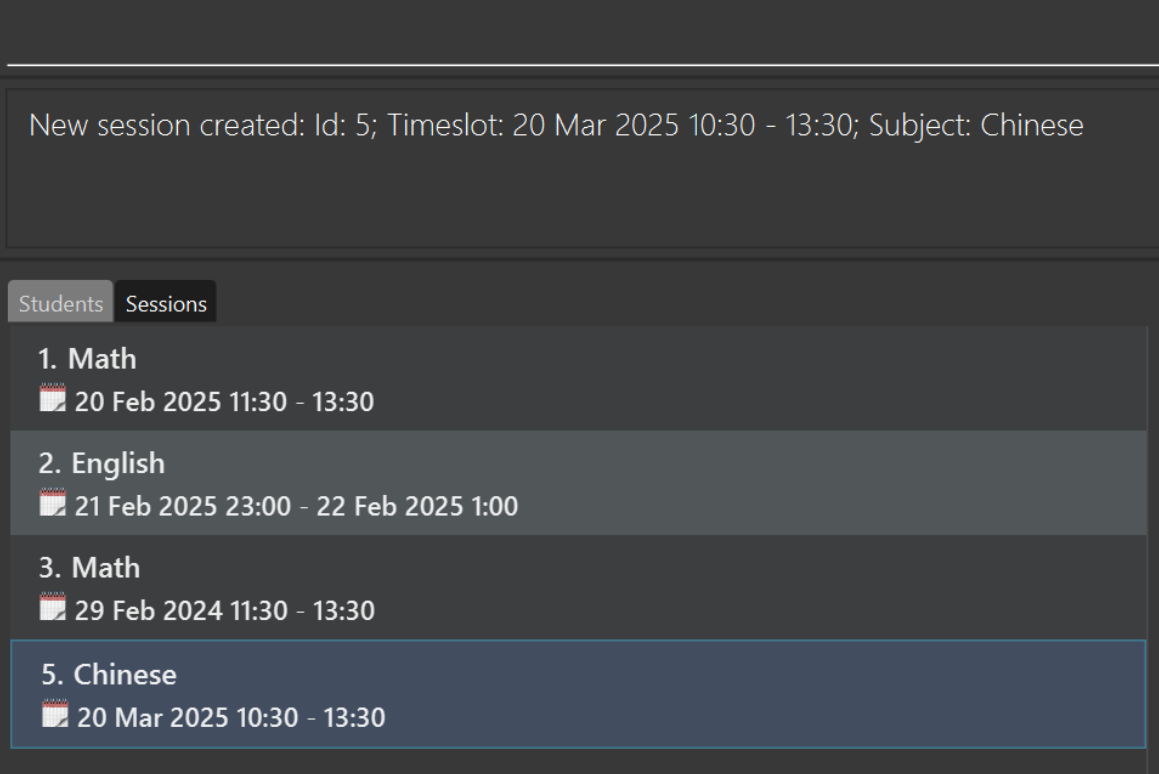 New session created: Id: 5; Timeslot: 20 Mar 2025 10:30 - 13:30; Subject: Chinese
Students Sessions
1. Math
20 Feb 2025 11:30 - 13:30
2. English
21 Feb 2025 23:00 - 22 Feb 2025 1:00
3. Math
29 Feb 2024 11:30 - 13:30
5. Chinese
20 Mar 2025 10:30 - 13:30